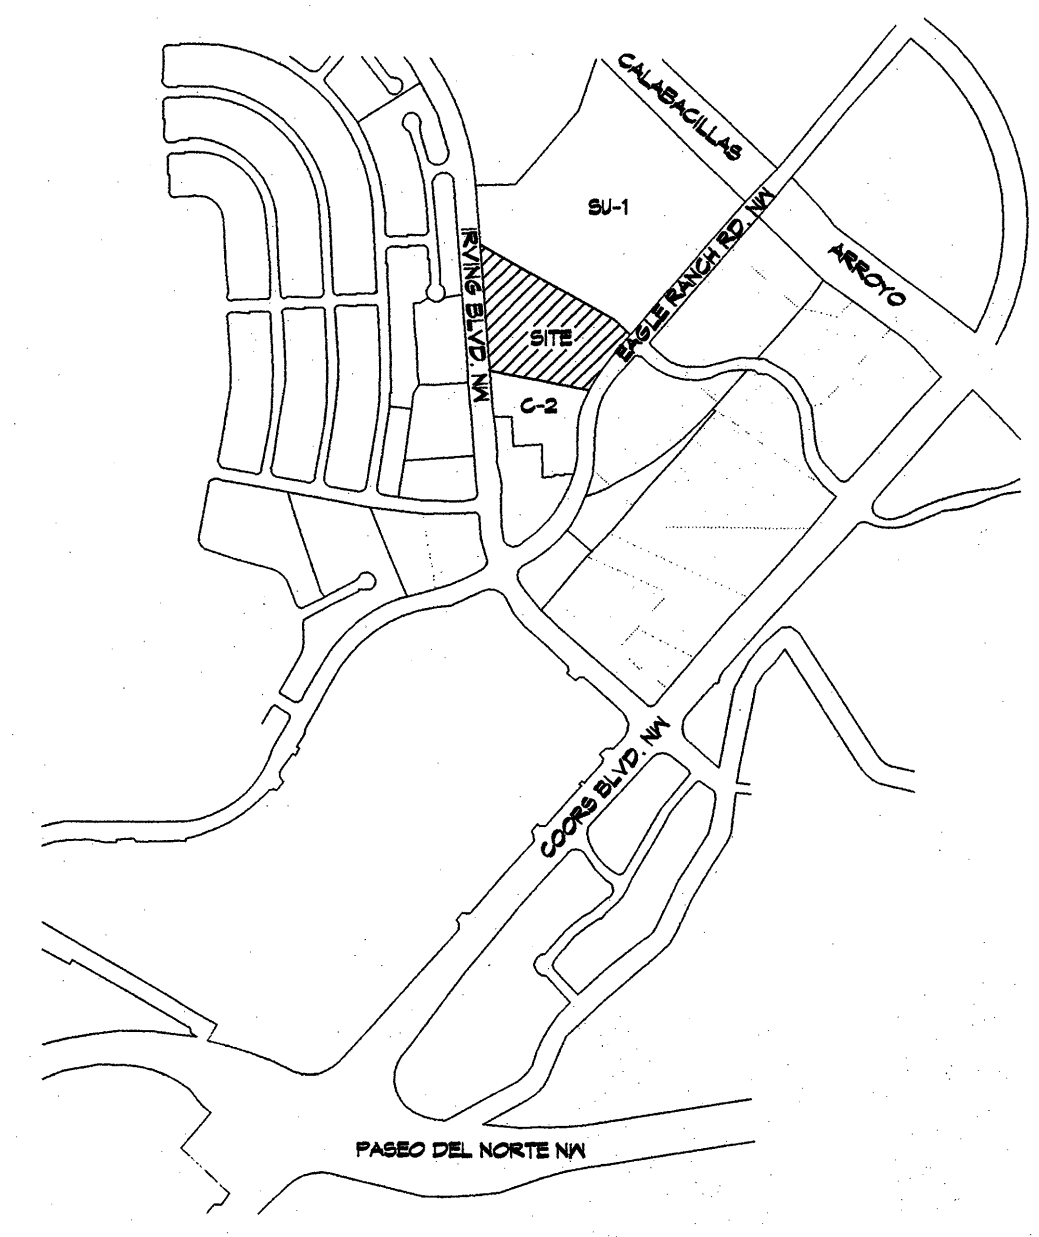 CALABACILLAS
SU-1
EAGLE RANCH RD. NW
ARROYO
IRVING BLVD. NW
SITE
C-2
COORS BLVD. NW
PASEO DEL NORTE NW